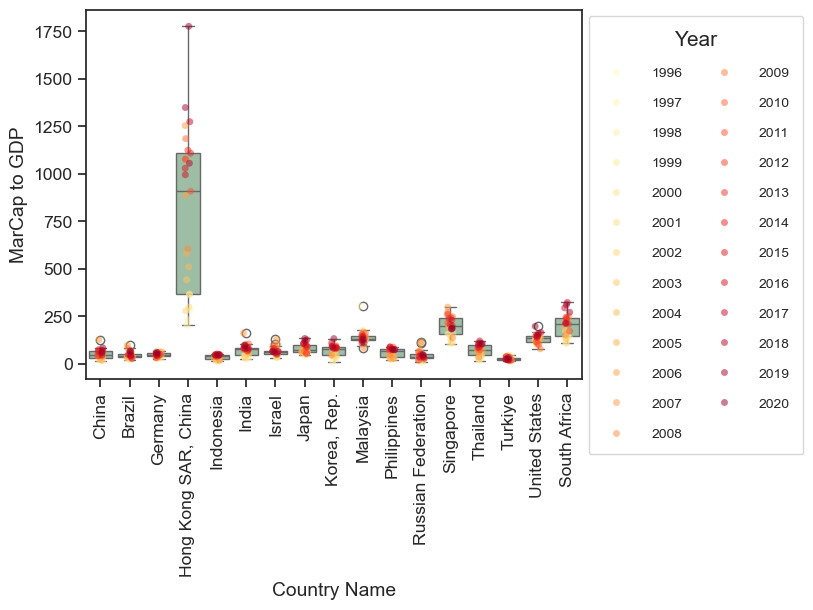 MarCap to GDP
1750
1500
1250
1000
750
500
250
0
China
Brazil
Germany
Hong Kong SAR, China
Indonesia
India
Israel
Japan
Korea, Rep.
Malaysia
Philippines
Russian Federation
Singapore
Thailand
Turkiye
United States
South Africa
Country Name
Year
1996
1997
1998
1999
2000
2001
2002
2003
2004
2005
2006
2007
2008
2009
2010
2011
2012
2013
2014
2015
2016
2017
2018
2019
2020